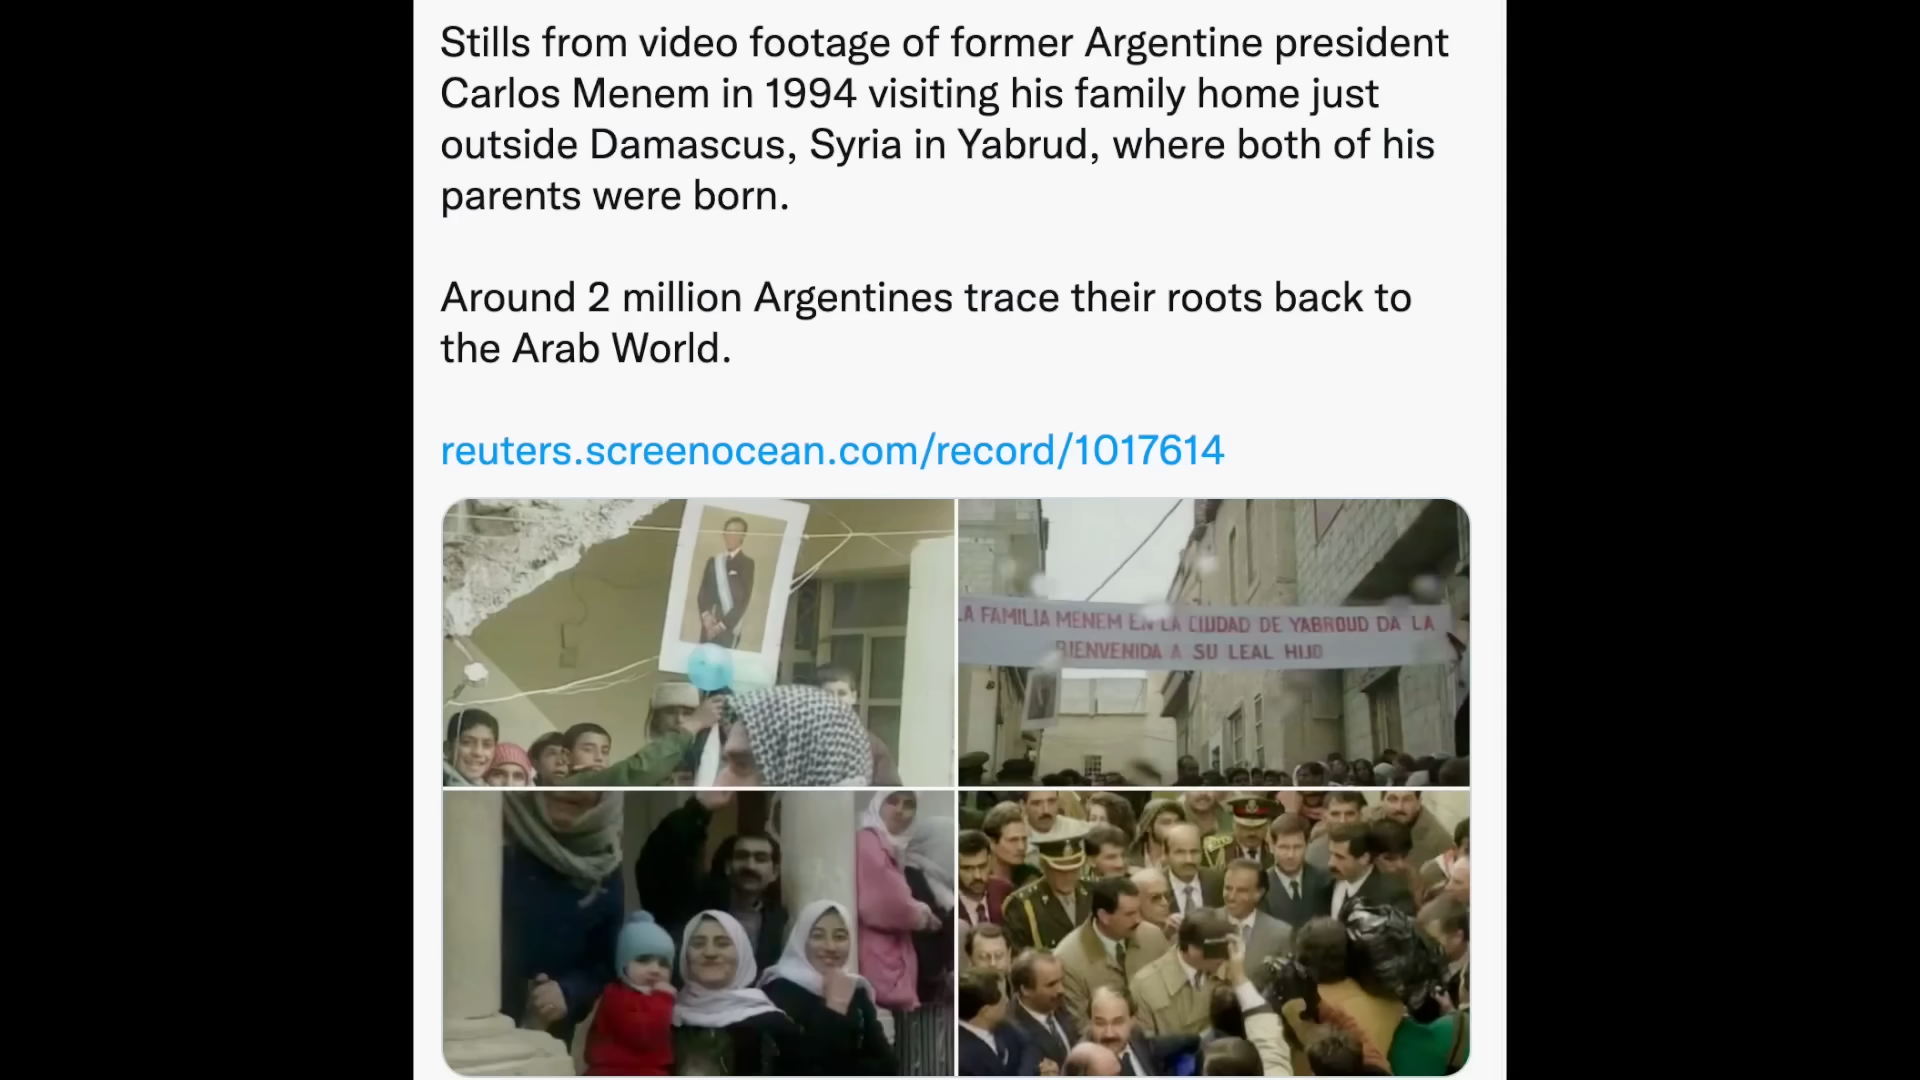 Stills from video footage of former Argentine president
Carlos Menem in 1994 visiting his family home just
outside Damascus, Syria in Yabrud, where both of his
parents were born.
Around 2 million Argentines trace their roots back to
the Arab World.
reuters.screenocean.com/record/1017614
LA FAMILIA MENEM EN LA CIUDAD DE YABROUD DA LA
BIENVENIDA A SU LEAL HIJO